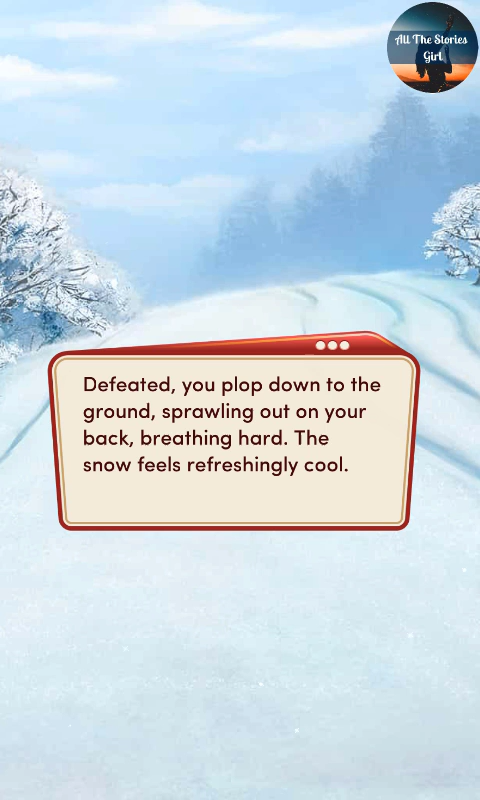 All The Stories
Girl
Defeated, you plop down to the
ground, sprawling out on your
back, breathing hard. The
snow feels refreshingly cool.